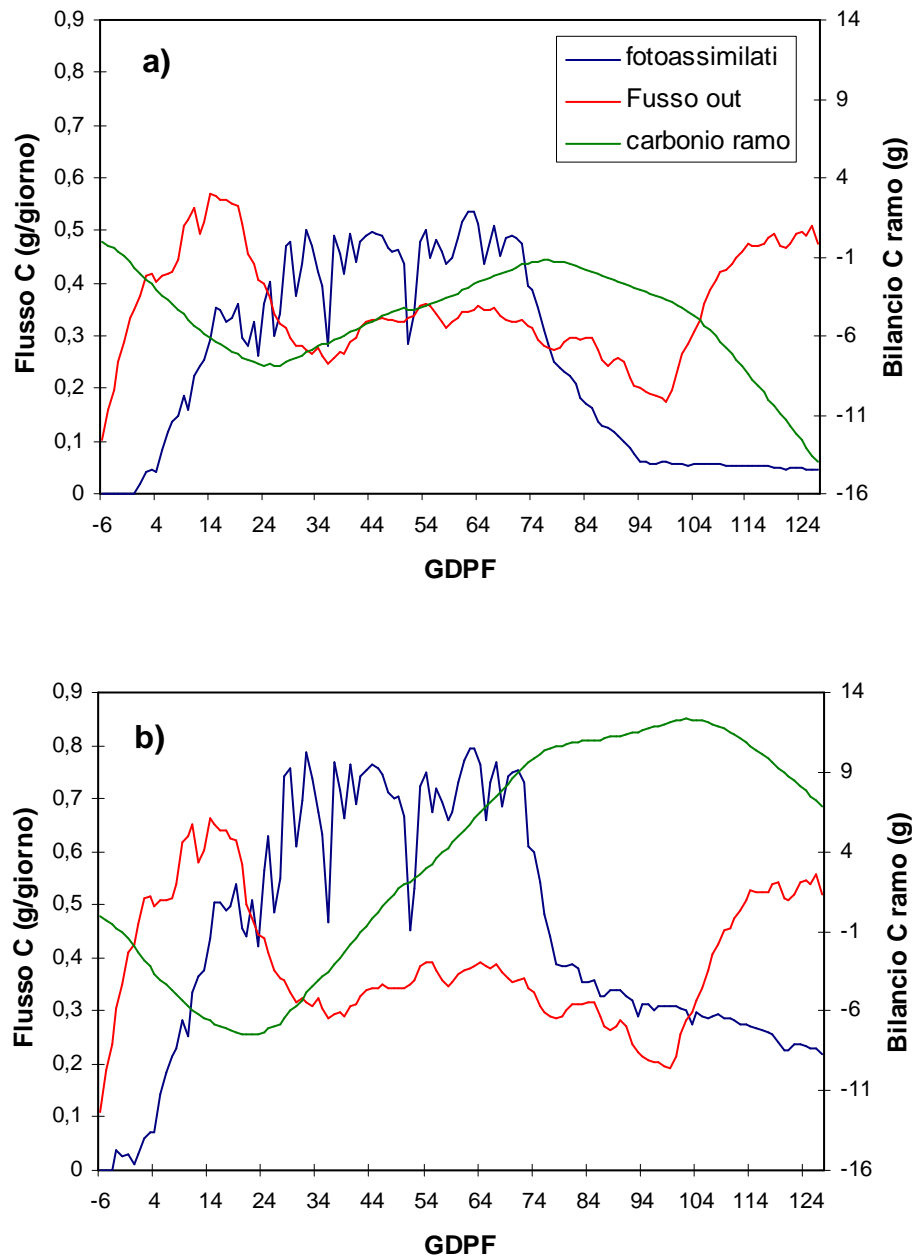 a)
fotoassimilati
Fusso out
carbonio ramo
Flusso C (g/giorno)
0,9
0,8
0,7
0,6
0,5
0,4
0,3
0,2
0,1
0
Bilancio C ramo (g)
14
9
4
-1
-6
-11
-16
-6 4 14 24 34 44 54 64 74 84 94 104 114 124
GDPF
b)
Flusso C (g/giorno)
0,9
0,8
0,7
0,6
0,5
0,4
0,3
0,2
0,1
0
Bilancio C ramo (g)
14
9
4
-1
-6
-11
-16
-6 4 14 24 34 44 54 64 74 84 94 104 114 124
GDPF